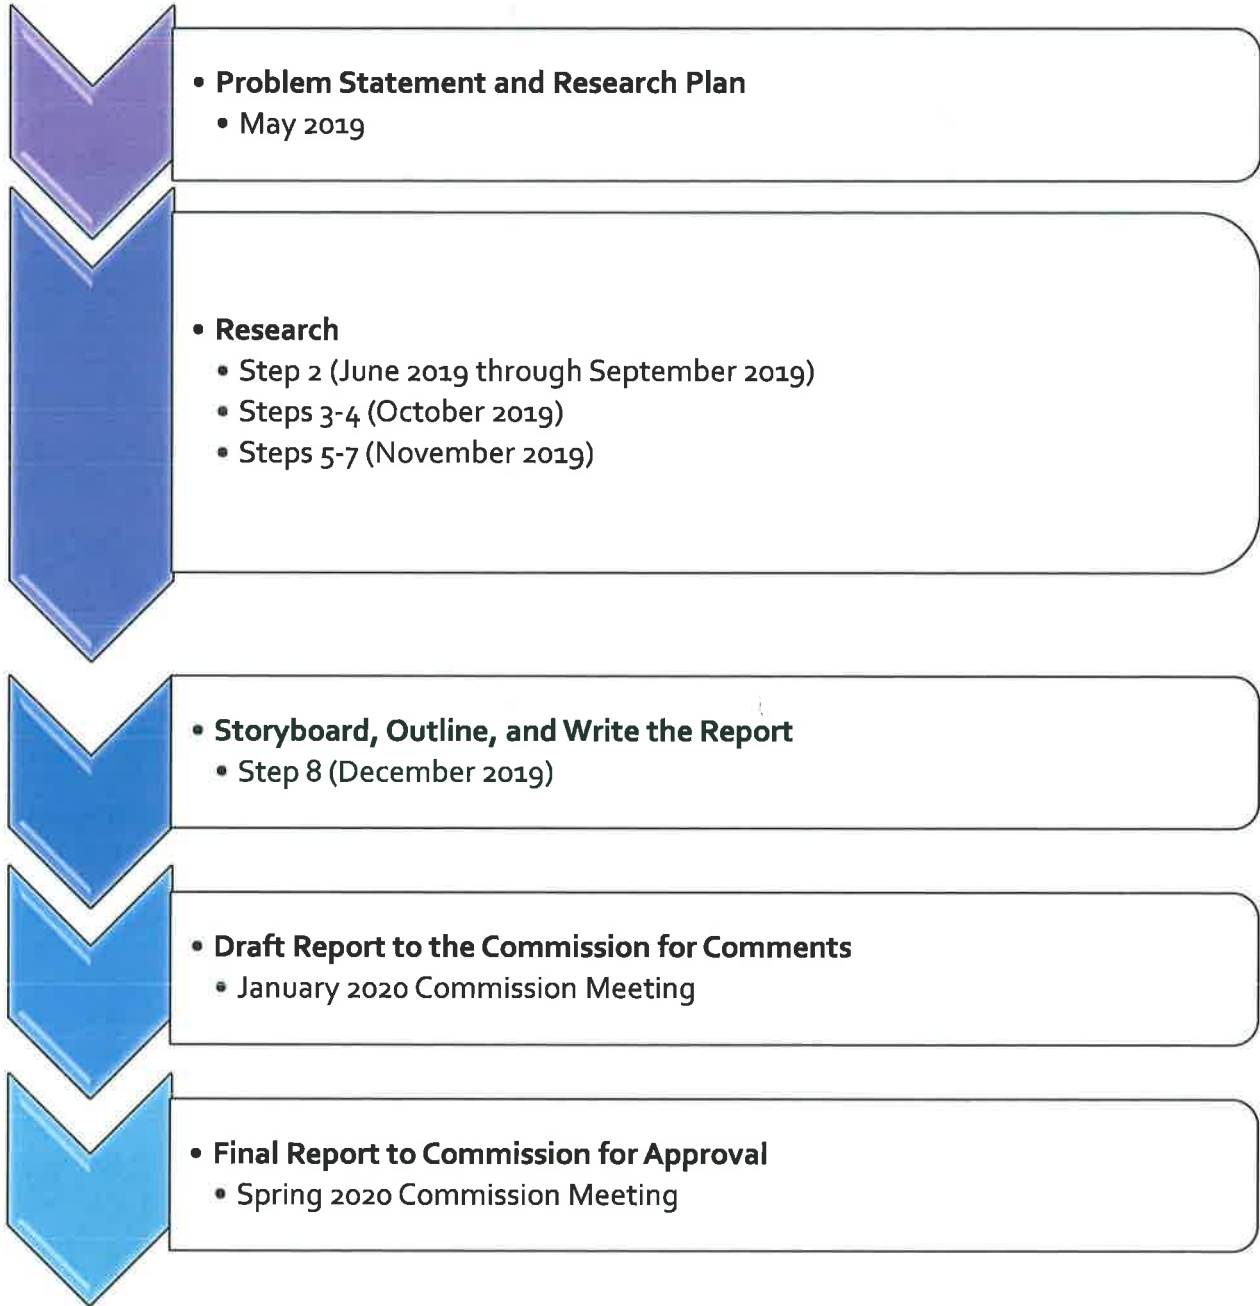 • Problem Statement and Research Plan
• May 2019
• Research
• Step 2 (June 2019 through September 2019)
• Steps 3-4 (October 2019)
• Steps 5-7 (November 2019)
• Storyboard, Outline, and Write the Report
• Step 8 (December 2019)
• Draft Report to the Commission for Comments
• January 2020 Commission Meeting
• Final Report to Commission for Approval
• Spring 2020 Commission Meeting